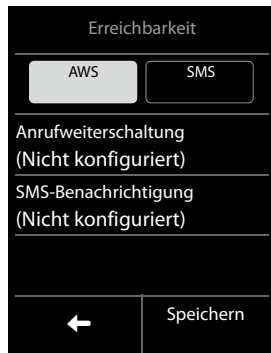 Erreichbarkeit
AWS SMS
Anrufweiterschaltung
(Nicht konfiguriert)
SMS-Benachrichtigung
(Nicht konfiguriert)
Speichern